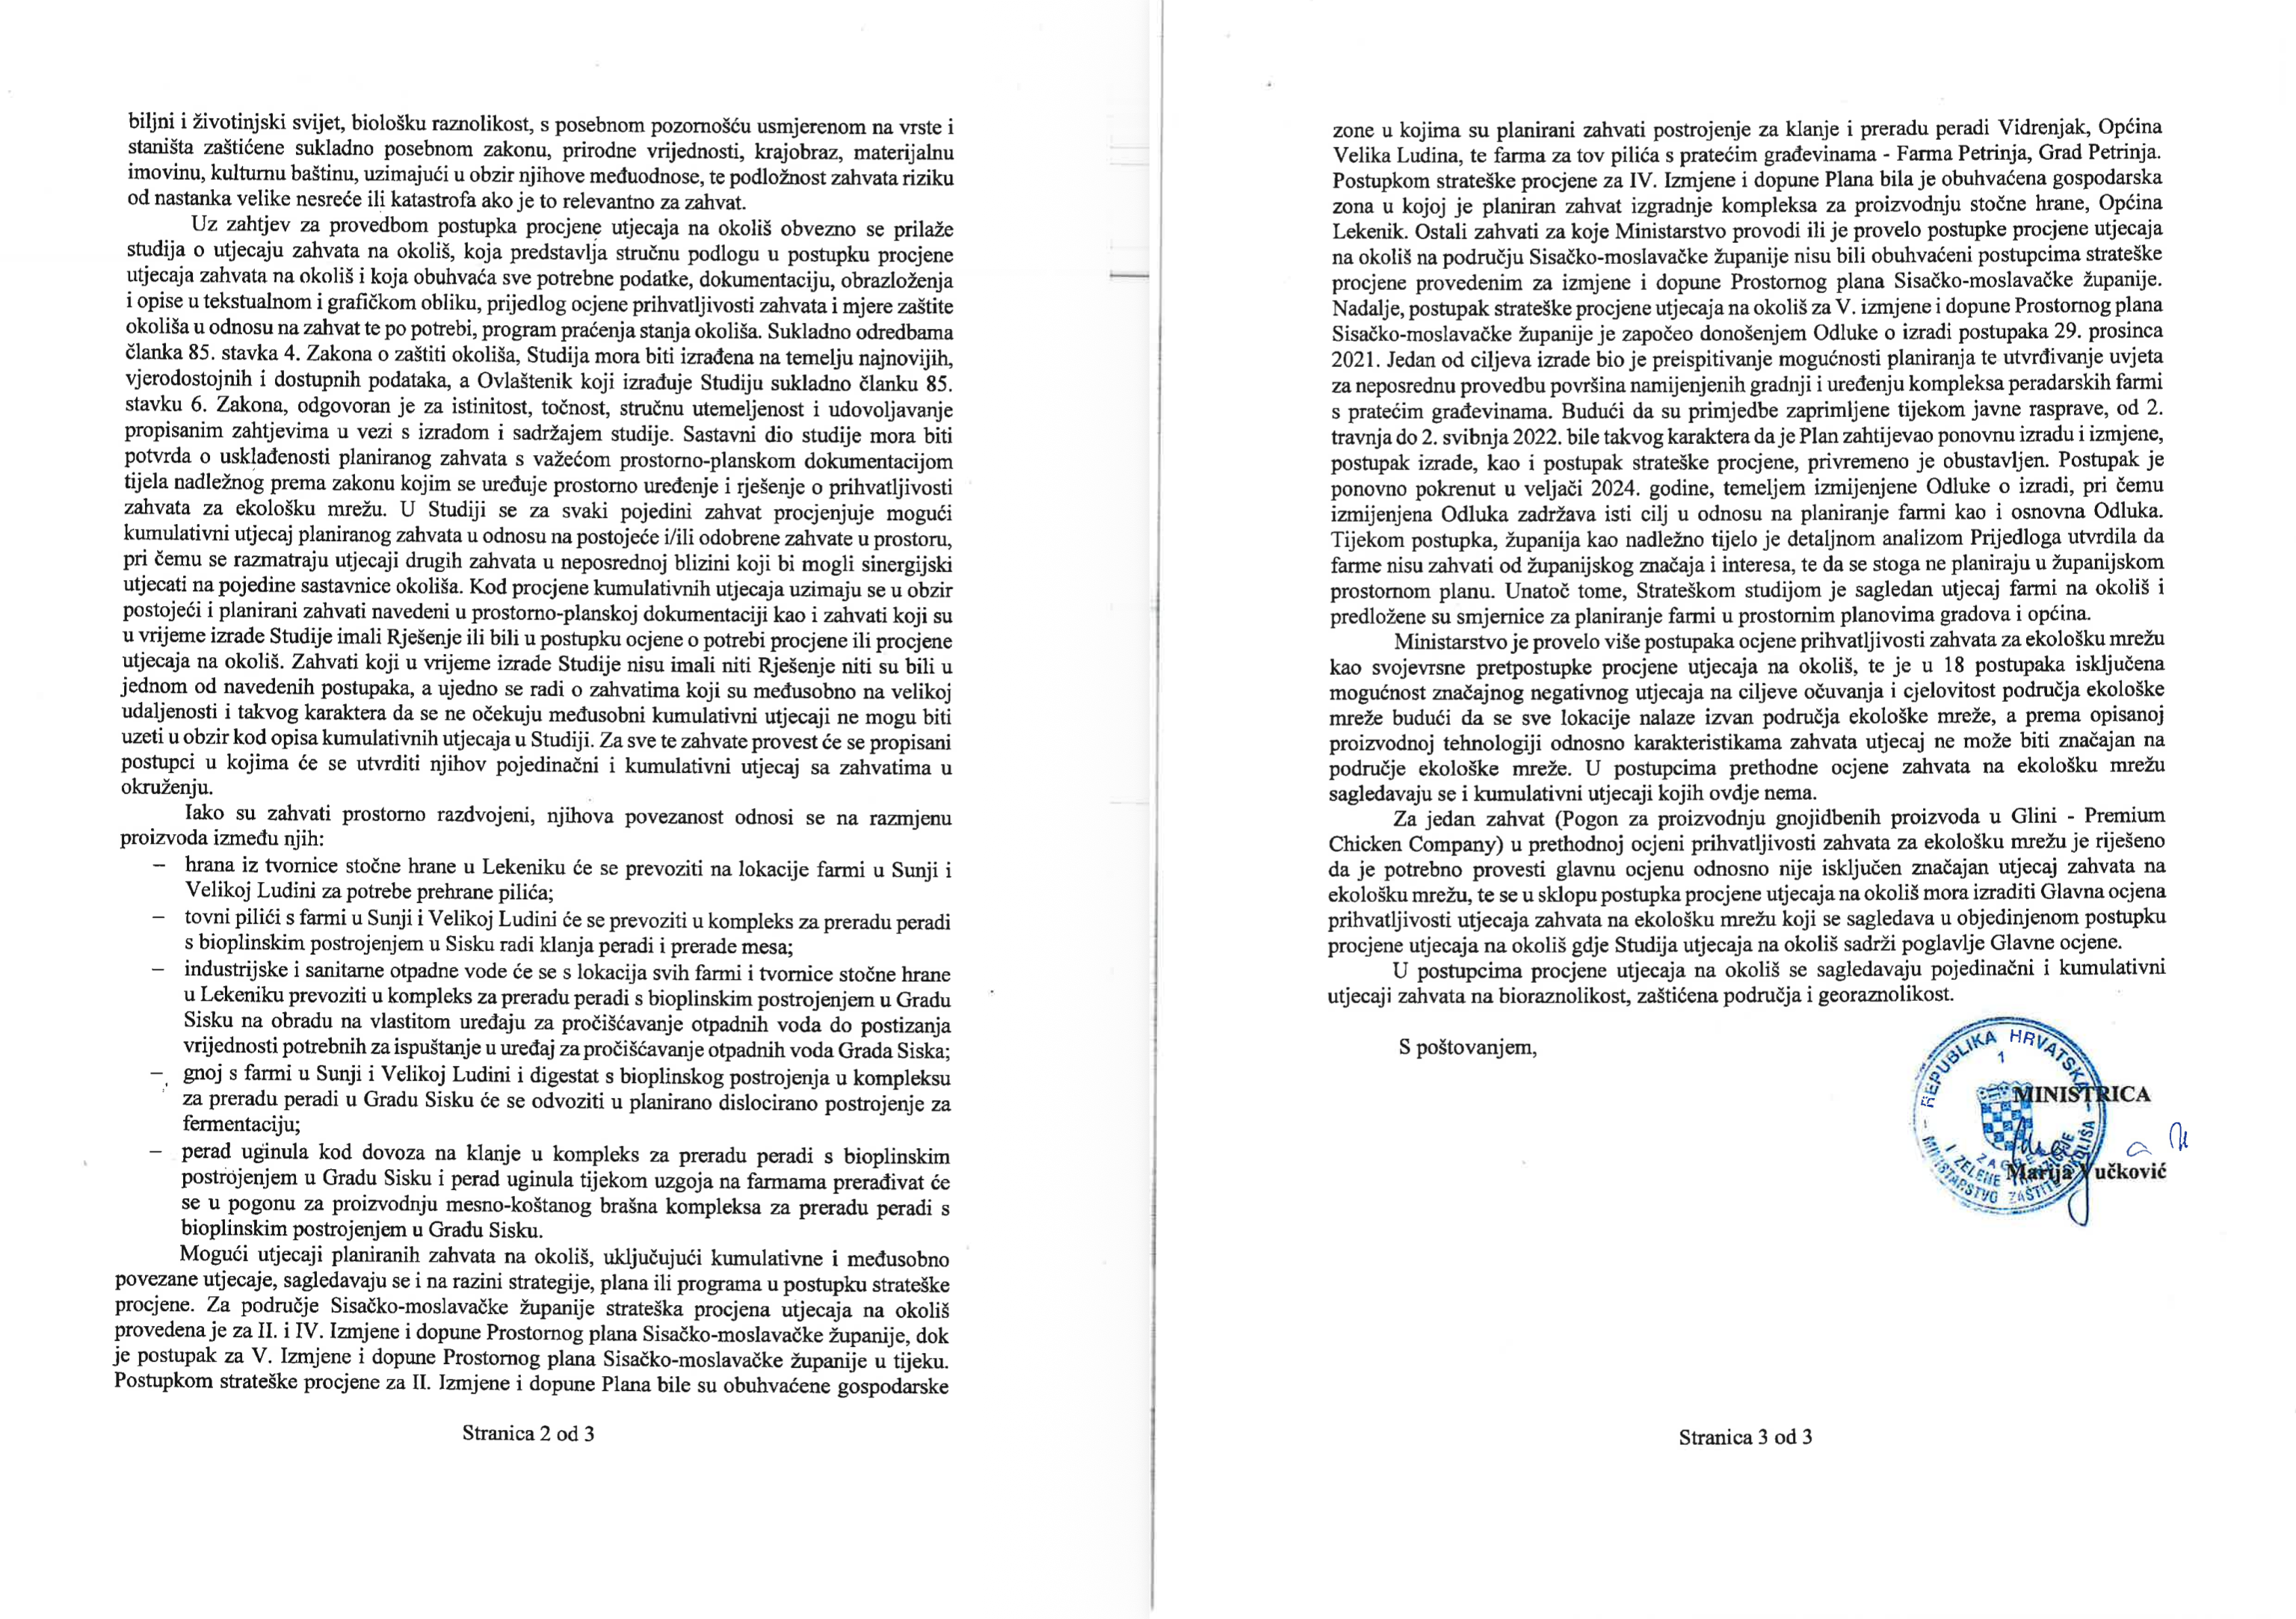 biljni i životinjski svijet, biološku raznolikost, s posebnom pozornošću usmjerenom na vrste i
staništa zaštićene sukladno posebnom zakonu, prirodne vrijednosti, krajobraz, materijalnu
imovinu, kulturnu baštinu, uzimajući u obzir njihove međuodnose, te podložnost zahvata riziku
od nastanka velike nesreće ili katastrofa ako je to relevantno za zahvat.
Uz zahtjev za provedbom postupka procjene utjecaja na okoliš obvezno se prilaže
studija o utjecaju zahvata na okoliš, koja predstavlja stručnu podlogu u postupku procjene
utjecaja zahvata na okoliš i koja obuhvaća sve potrebne podatke, dokumentaciju, obrazloženja
i opise u tekstualnom i grafičkom obliku, prijedlog ocjene prihvatljivosti zahvata i mjere zaštite
okoliša u odnosu na zahvat te po potrebi, program praćenja stanja okoliša. Sukladno odredbama
članka 85. stavka 4. Zakona o zaštiti okoliša, Studija mora biti izrađena na temelju najnovijih,
vjerodostojnih i dostupnih podataka, a Ovlaštenik koji izrađuje Studiju sukladno članku 85.
stavku 6. Zakona, odgovoran je za istinitost, točnost, stručnu utemeljenost i udovoljavanje
propisanim zahtjevima u vezi s izradom i sadržajem studije. Sastavni dio studije mora biti
potvrda o usklađenosti planiranog zahvata s važećom prostorno-planskom dokumentacijom
tijela nadležnog prema zakonu kojim se uređuje prostorno uređenje i rješenje o prihvatljivosti
zahvata za ekološku mrežu. U Studiji se za svaki pojedini zahvat procjenjuje mogući
kumulativni utjecaj planiranog zahvata u odnosu na postojeće i/ili odobrene zahvate u prostoru,
pri čemu se razmatraju utjecaji drugih zahvata u neposrednoj blizini koji bi mogli sinergijski
utjecati na pojedine sastavnice okoliša. Kod procjene kumulativnih utjecaja uzimaju se u obzir
postojeći i planirani zahvati navedeni u prostorno-planskoj dokumentaciji kao i zahvati koji su
u vrijeme izrade Studije imali Rješenje ili bili u postupku ocjene o potrebi procjene ili procjene
utjecaja na okoliš. Zahvati koji u vrijeme izrade Studije nisu imali niti Rješenje niti su bili u
jednom od navedenih postupaka, a ujedno se radi o zahvatima koji su međusobno na velikoj
udaljenosti i takvog karaktera da se ne očekuju međusobni kumulativni utjecaji ne mogu biti
uzeti u obzir kod opisa kumulativnih utjecaja u Studiji. Za sve te zahvate provest će se propisani
postupci u kojima će se utvrditi njihov pojedinačni i kumulativni utjecaj sa zahvatima u
okruženju.
Iako su zahvati prostorno razdvojeni, njihova povezanost odnosi se na razmjenu
proizvoda između njih:
– hrana iz tvornice stočne hrane u Lekeniku će se prevoziti na lokacije farmi u Sunji i
Velikoj Ludini za potrebe prehrane pilića;
– tovni pilići s farmi u Sunji i Velikoj Ludini će se prevoziti u kompleks za preradu peradi
s bioplinskim postrojenjem u Sisku radi klanja peradi i prerade mesa;
– industrijske i sanitarne otpadne vode će se s lokacija svih farmi i tvornice stočne hrane
u Lekeniku prevoziti u kompleks za preradu peradi s bioplinskim postrojenjem u Gradu
Sisku na obradu na vlastitom uređaju za pročišćavanje otpadnih voda do postizanja
vrijednosti potrebnih za ispuštanje u uređaj za pročišćavanje otpadnih voda Grada Siska;
– gnoj s farmi u Sunji i Velikoj Ludini i digestat s bioplinskog postrojenja u kompleksu
za preradu peradi u Gradu Sisku će se odvoziti u planirano dislocirano postrojenje za
fermentaciju;
– perad uginula kod dovoza na klanje u kompleks za preradu peradi s bioplinskim
postrojenjem u Gradu Sisku i perad uginula tijekom uzgoja na farmama prerađivat će
se u pogonu za proizvodnju mesno-koštanog brašna kompleksa za preradu peradi s
bioplinskim postrojenjem u Gradu Sisku.
Mogući utjecaji planiranih zahvata na okoliš, uključujući kumulativne i međusobno
povezane utjecaje, sagledavaju se i na razini strategije, plana ili programa u postupku strateške
procjene. Za područje Sisačko-moslavačke županije strateška procjena utjecaja na okoliš
provedena je za II. i IV. Izmjene i dopune Prostornog plana Sisačko-moslavačke županije, dok
je postupak za V. Izmjene i dopune Prostornog plana Sisačko-moslavačke županije u tijeku.
Postupkom strateške procjene za II. Izmjene i dopune Plana bile su obuhvaćene gospodarske
Stranica 2 od 3
zone u kojima su planirani zahvati postrojenje za klanje i preradu peradi Vidrenjak, Općina
Velika Ludina, te farma za tov pilića s pratećim građevinama - Farma Petrinja, Grad Petrinja.
Postupkom strateške procjene za IV. Izmjene i dopune Plana bila je obuhvaćena gospodarska
zona u kojoj je planiran zahvat izgradnje kompleksa za proizvodnju stočne hrane, Općina
Lekenik. Ostali zahvati za koje Ministarstvo provodi ili je provelo postupke procjene utjecaja
na okoliš na području Sisačko-moslavačke županije nisu bili obuhvaćeni postupcima strateške
procjene provedenim za izmjene i dopune Prostornog plana Sisačko-moslavačke županije.
Nadalje, postupak strateške procjene utjecaja na okoliš za V. izmjene i dopune Prostornog plana
Sisačko-moslavačke županije je započeo donošenjem Odluke o izradi postupaka 29. prosinca
2021. Jedan od ciljeva izrade bio je preispitivanje mogućnosti planiranja te utvrđivanje uvjeta
za neposrednu provedbu površina namijenjenih gradnji i uređenju kompleksa peradarskih farmi
s pratećim građevinama. Budući da su primjedbe zaprimljene tijekom javne rasprave, od 2.
travnja do 2. svibnja 2022. bile takvog karaktera da je Plan zahtijevao ponovnu izradu i izmjene,
postupak izrade, kao i postupak strateške procjene, privremeno je obustavljen. Postupak je
ponovno pokrenut u veljači 2024. godine, temeljem izmijenjene Odluke o izradi, pri čemu
izmijenjena Odluka zadržava isti cilj u odnosu na planiranje farmi kao i osnovna Odluka.
Tijekom postupka, županija kao nadležno tijelo je detaljnom analizom Prijedloga utvrdila da
farme nisu zahvati od županijskog značaja i interesa, te da se stoga ne planiraju u županijskom
prostornom planu. Unatoč tome, Strateškom studijom je sagledan utjecaj farmi na okoliš i
predložene su smjernice za planiranje farmi u prostornim planovima gradova i općina.
Ministarstvo je provelo više postupaka ocjene prihvatljivosti zahvata za ekološku mrežu
kao svojevrsne pretpostupke procjene utjecaja na okoliš, te je u 18 postupaka isključena
mogućnost značajnog negativnog utjecaja na ciljeve očuvanja i cjelovitost područja ekološke
mreže budući da se sve lokacije nalaze izvan područja ekološke mreže, a prema opisanoj
proizvodnoj tehnologiji odnosno karakteristikama zahvata utjecaj ne može biti značajan na
područje ekološke mreže. U postupcima prethodne ocjene zahvata na ekološku mrežu
sagledavaju se i kumulativni utjecaji kojih ovdje nema.
Za jedan zahvat (Pogon za proizvodnju gnojidbenih proizvoda u Glini - Premium
Chicken Company) u prethodnoj ocjeni prihvatljivosti zahvata za ekološku mrežu je riješeno
da je potrebno provesti glavnu ocjenu odnosno nije isključen značajan utjecaj zahvata na
ekološku mrežu, te se u sklopu postupka procjene utjecaja na okoliš mora izraditi Glavna ocjena
prihvatljivosti utjecaja zahvata na ekološku mrežu koji se sagledava u objedinjenom postupku
procjene utjecaja na okoliš gdje Studija utjecaja na okoliš sadrži poglavlje Glavne ocjene.
U postupcima procjene utjecaja na okoliš se sagledavaju pojedinačni i kumulativni
utjecaji zahvata na bioraznolikost, zaštićena područja i georaznolikost.
S poštovanjem,
REPUBLIKA HRVATSKA
1
MINISTARSTVO ZAŠTITE OKOLIŠA
I ZELENE TRANZICIJE
ZAGREB
MINISTRICA
Marija Vučković
Stranica 3 od 3